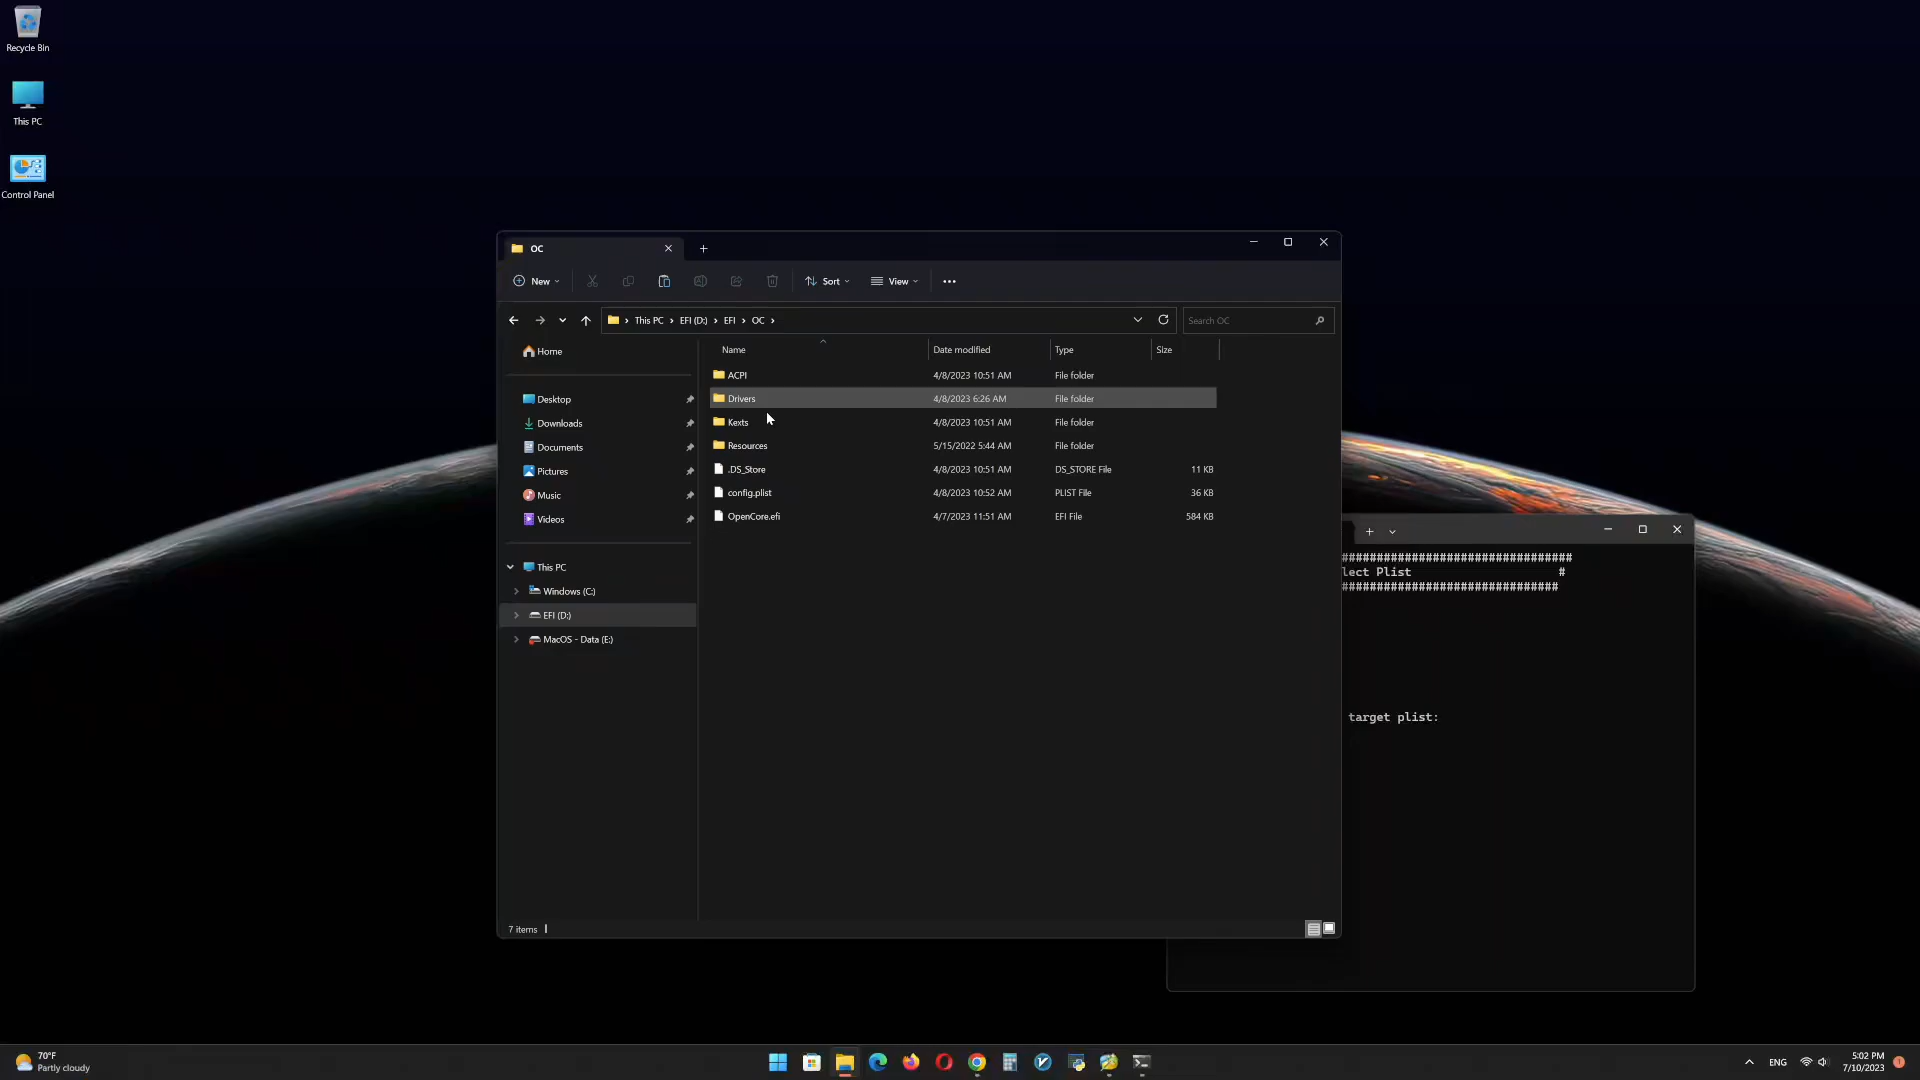 Recycle Bin
This PC
Control Panel
OC
New
Sort
View
This PC
EFI (D:)
EFI
OC
Search OC
Name
Date modified
Type
Size
ACPI
4/8/2023 10:51 AM
File folder
Drivers
4/8/2023 6:26 AM
File folder
Kexts
4/8/2023 10:51 AM
File folder
Resources
5/15/2022 5:44 AM
File folder
.DS_Store
4/8/2023 10:51 AM
DS_STORE File
11 KB
config.plist
4/8/2023 10:52 AM
PLIST File
36 KB
OpenCore.efi
4/7/2023 11:51 AM
EFI File
584 KB
Home
Desktop
Downloads
Documents
Pictures
Music
Videos
This PC
Windows (C:)
EFI (D:)
MacOS - Data (E:)
7 items
#################################
lect Plist #
###############################
target plist:
70°F
Partly cloudy
ENG
5:02 PM
7/10/2023
1